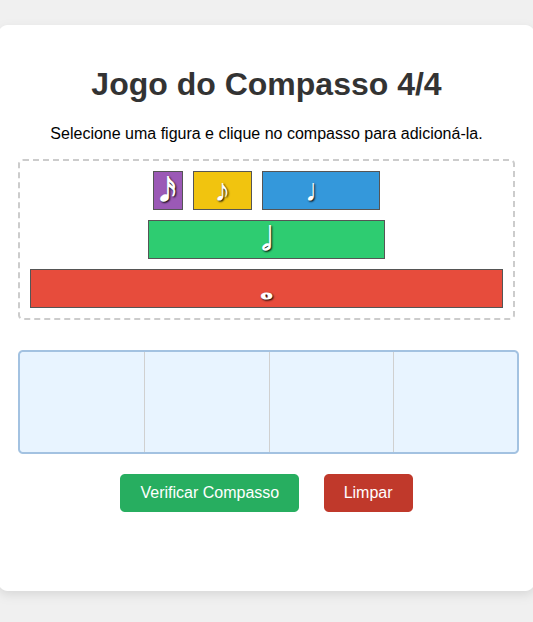 Jogo do Compasso 4/4
Selecione uma figura e clique no compasso para adicioná-la.
Verificar Compasso
Limpar